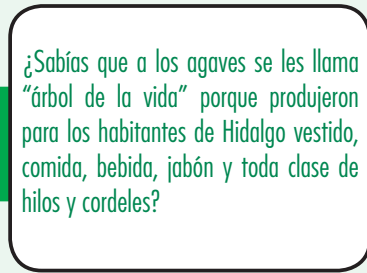 ¿Sabías que a los agaves se les llama
“árbol de la vida” porque produjeron
para los habitantes de Hidalgo vestido,
comida, bebida, jabón y toda clase de
hilos y cordeles?